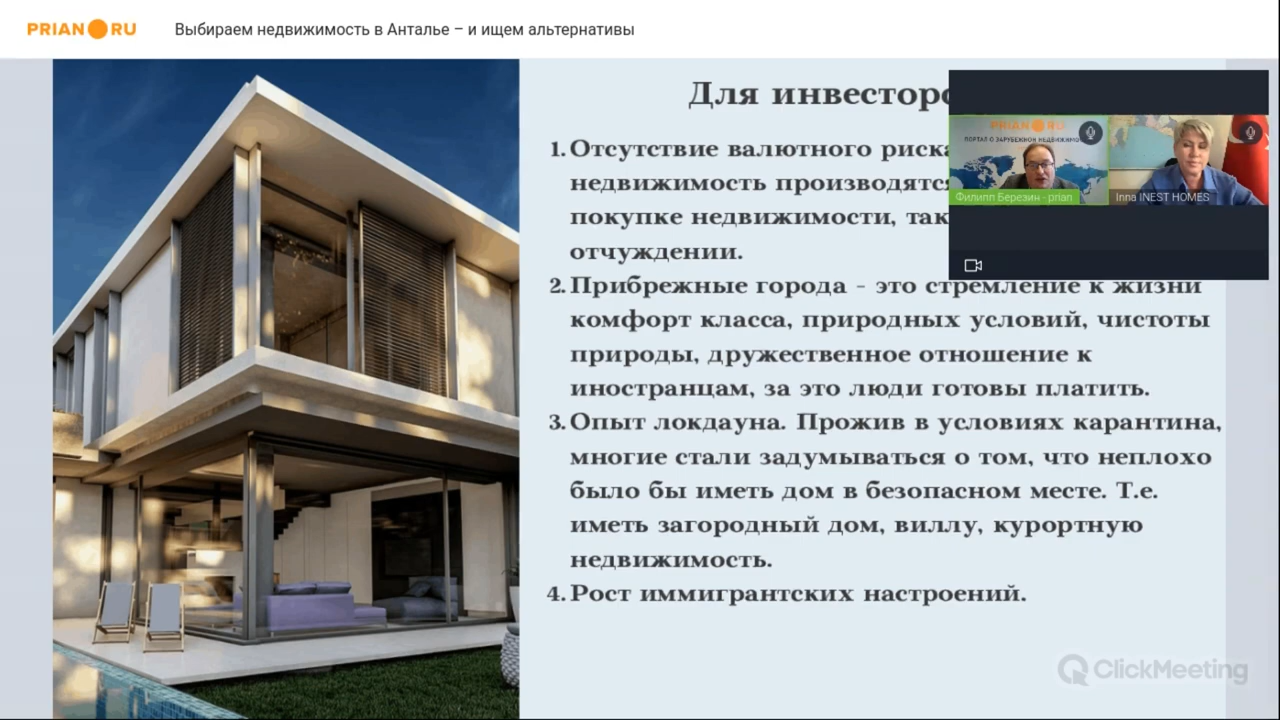 PRIAN RU
Выбираем недвижимость в Анталье – и ищем альтернативы
Для инвесторо
PRIAN RU
ПОРТАЛ О ЗАРУБЕЖНОЙ НЕДВИЖИМО
Филипп Березин - prian
Inna INEST HOMES
1. Отсутствие валютного риска
недвижимость производятся
покупке недвижимости, так
отчуждении.
2. Прибрежные города - это стремление к жизни
комфорт класса, природных условий, чистоты
природы, дружественное отношение к
иностранцам, за это люди готовы платить.
3. Опыт локдауна. Прожив в условиях карантина,
многие стали задумываться о том, что неплохо
было бы иметь дом в безопасном месте. Т.е.
иметь загородный дом, виллу, курортную
недвижимость.
4. Рост иммигрантских настроений.
ClickMeeting